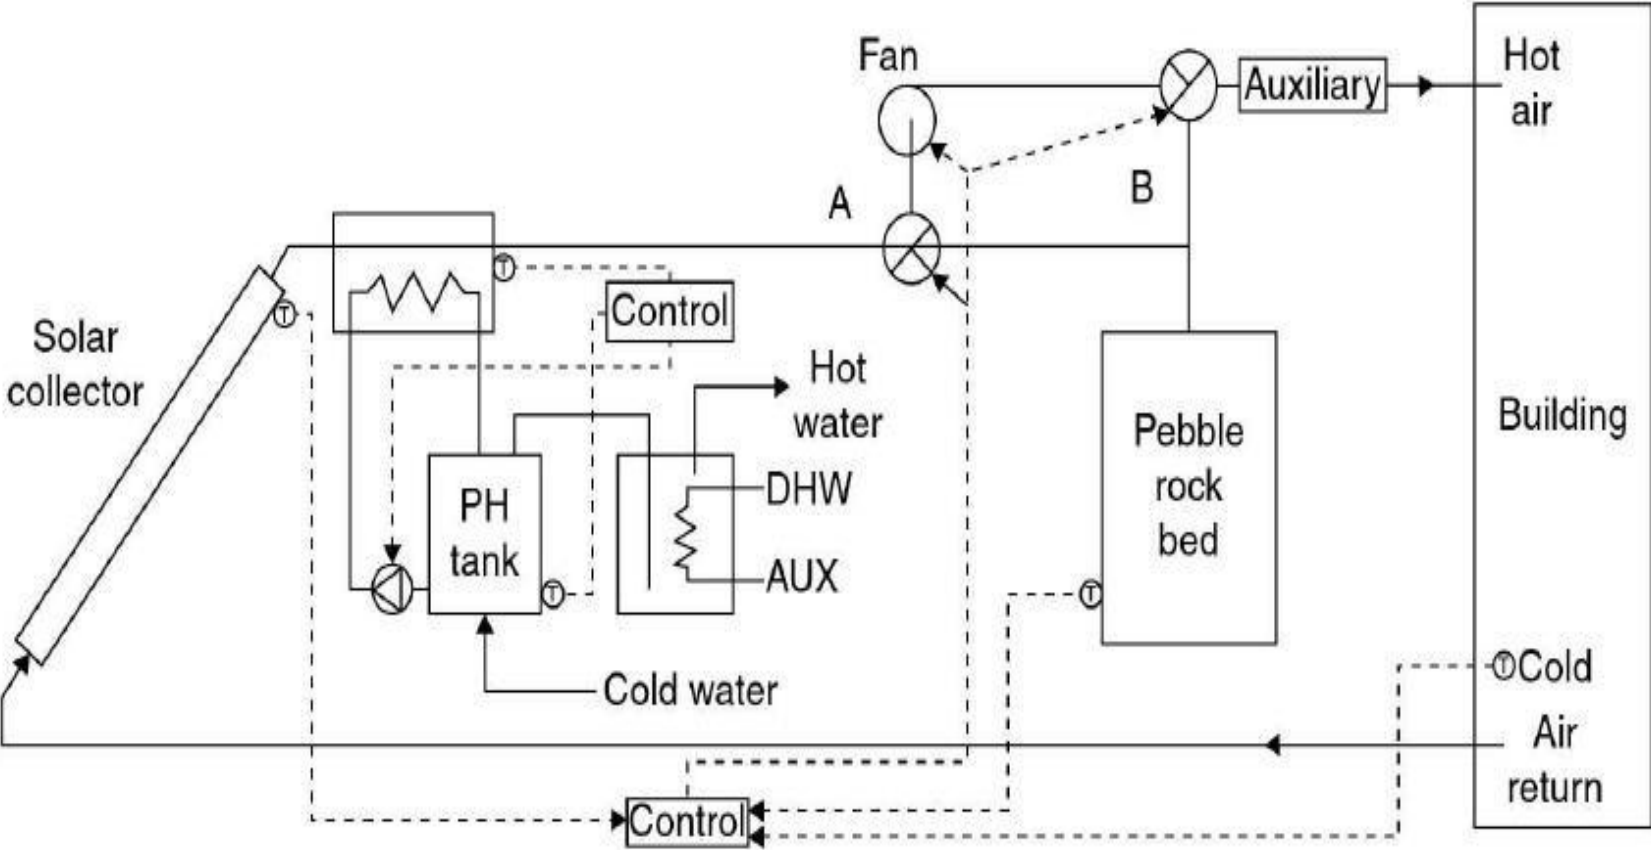 Fan
Hot
air
Auxiliary
A
B
T
T
Control
Solar
collector
Hot
water
Pebble
rock
bed
Building
PH
tank
DHW
AUX
T
T
T
Cold
Cold water
Air
return
Control